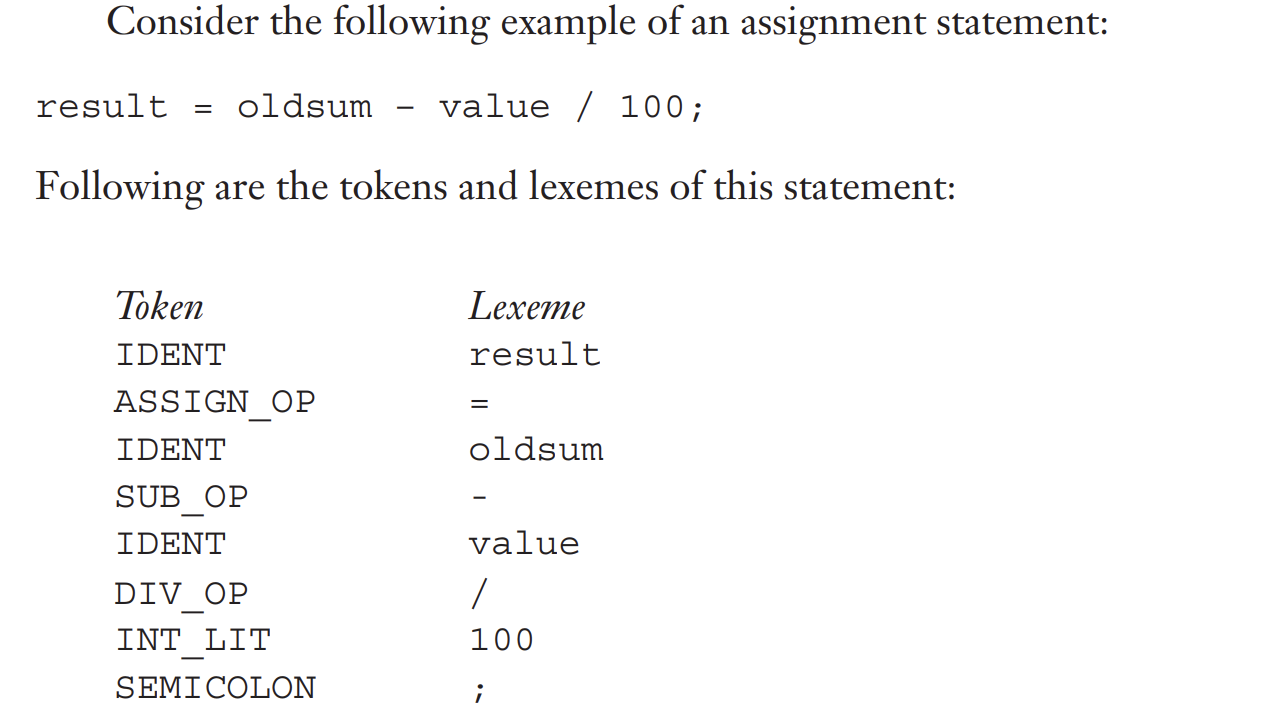 Consider the following example of an assignment statement:
result = oldsum – value / 100;
Following are the tokens and lexemes of this statement:
Token Lexeme
IDENT result
ASSIGN_OP =
IDENT oldsum
SUB_OP -
IDENT value
DIV_OP /
INT_LIT 100
SEMICOLON ;